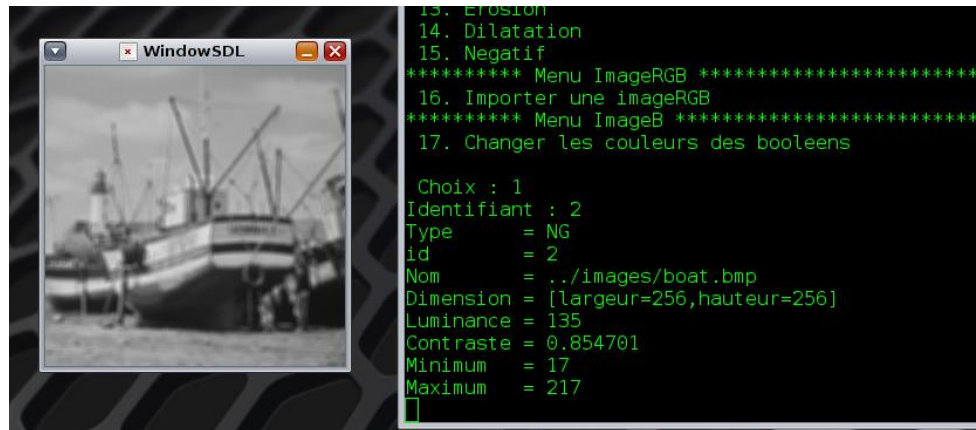 WindowSDL
13. Erosion
14. Dilatation
15. Negatif
********** Menu ImageRGB ************************
16. Importer une imageRGB
********** Menu ImageB **************************
17. Changer les couleurs des booleens
Choix : 1
Identifiant : 2
Type = NG
id = 2
Nom = ../images/boat.bmp
Dimension = [largeur=256,hauteur=256]
Luminance = 135
Contraste = 0.854701
Minimum = 17
Maximum = 217